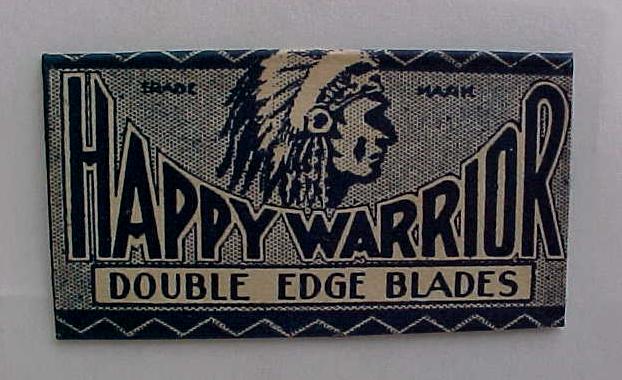 TRADE MARK
HAPPY WARRIOR
DOUBLE EDGE BLADES